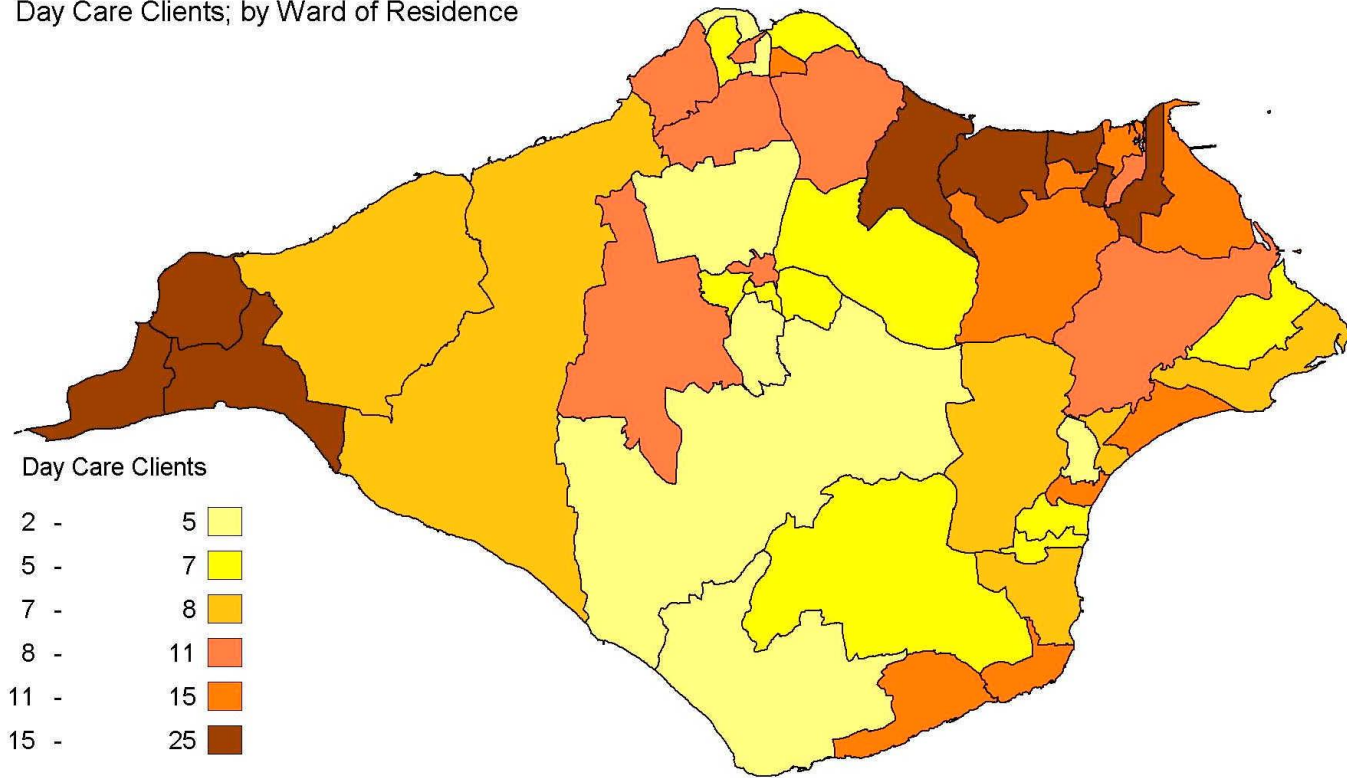 Day Care Clients; by Ward of Residence
Day Care Clients
2 - 5
5 - 7
7 - 8
8 - 11
11 - 15
15 - 25